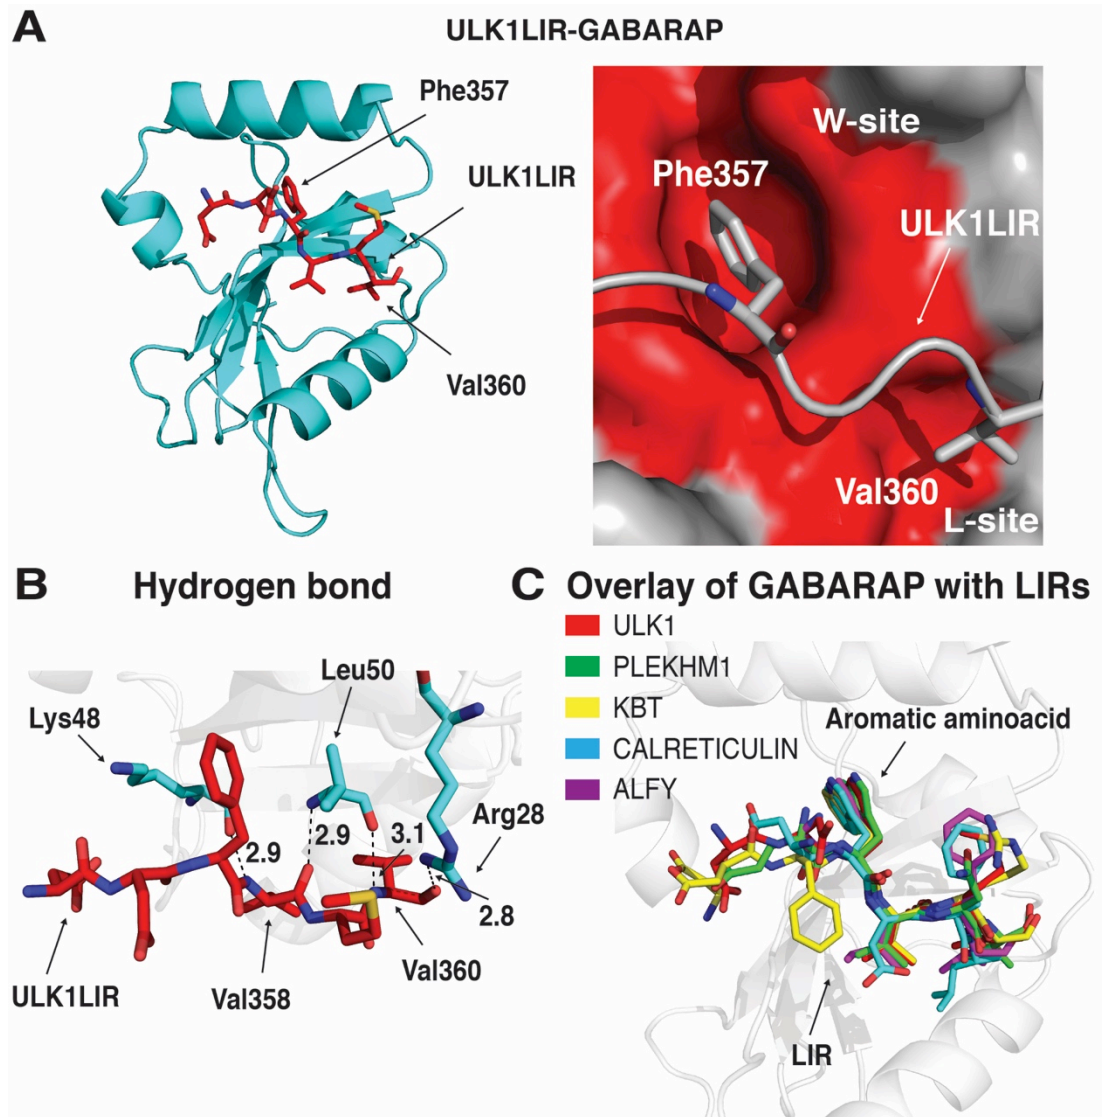 A
ULK1LIR-GABARAP
Phe357
ULK1LIR
Val360
W-site
Phe357
ULK1LIR
Val360
L-site
B Hydrogen bond
Leu50
Lys48
Arg28
2.9
2.9
3.1
2.8
Val360
ULK1LIR
Val358
C Overlay of GABARAP with LIRs
ULK1
PLEKHM1
KBT
CALRETICULIN
ALFY
Aromatic aminoacid
LIR